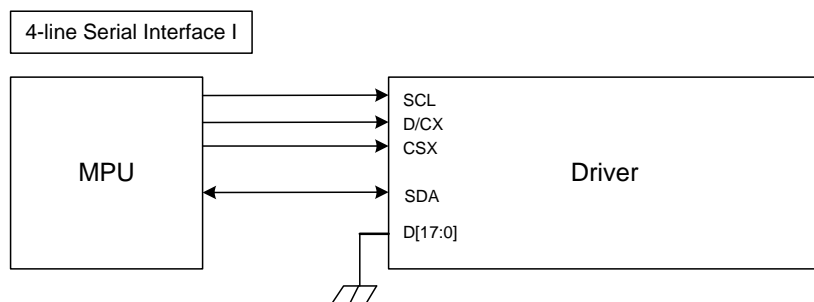 4-line Serial Interface I
SCL
D/CX
CSX
MPU
Driver
SDA
D[17:0]